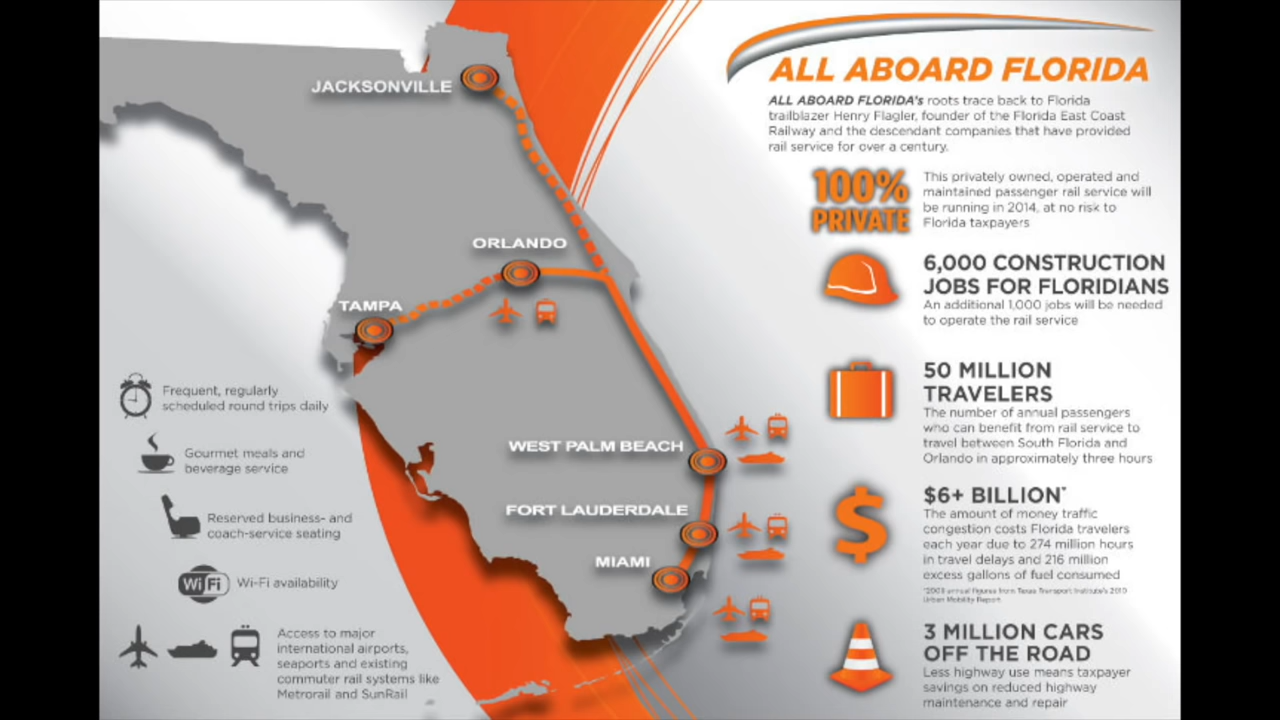 JACKSONVILLE
ORLANDO
TAMPA
WEST PALM BEACH
FORT LAUDERDALE
MIAMI
Frequent, regularly
scheduled round trips daily
Gourmet meals and
beverage service
Reserved business- and
coach-service seating
WiFi
Wi-Fi availability
Access to major
international airports,
seaports and existing
commuter rail systems like
Metrorail and SunRail
ALL ABOARD FLORIDA
ALL ABOARD FLORIDA's roots trace back to Florida
trailblazer Henry Flagler, founder of the Florida East Coast
Railway and the descendant companies that have provided
rail service for over a century.
100%
PRIVATE
This privately owned, operated and
maintained passenger rail service will
be running in 2014, at no risk to
Florida taxpayers
6,000 CONSTRUCTION
JOBS FOR FLORIDIANS
An additional 1,000 jobs will be needed
to operate the rail service
50 MILLION
TRAVELERS
The number of annual passengers
who can benefit from rail service to
travel between South Florida and
Orlando in approximately three hours
$
$6+ BILLION*
The amount of money traffic
congestion costs Florida travelers
each year due to 274 million hours
in travel delays and 216 million
excess gallons of fuel consumed
annual figures from Texas Transport Institute's 2010
Urban Mobility Report
3 MILLION CARS
OFF THE ROAD
Less highway use means taxpayer
savings on reduced highway
maintenance and repair